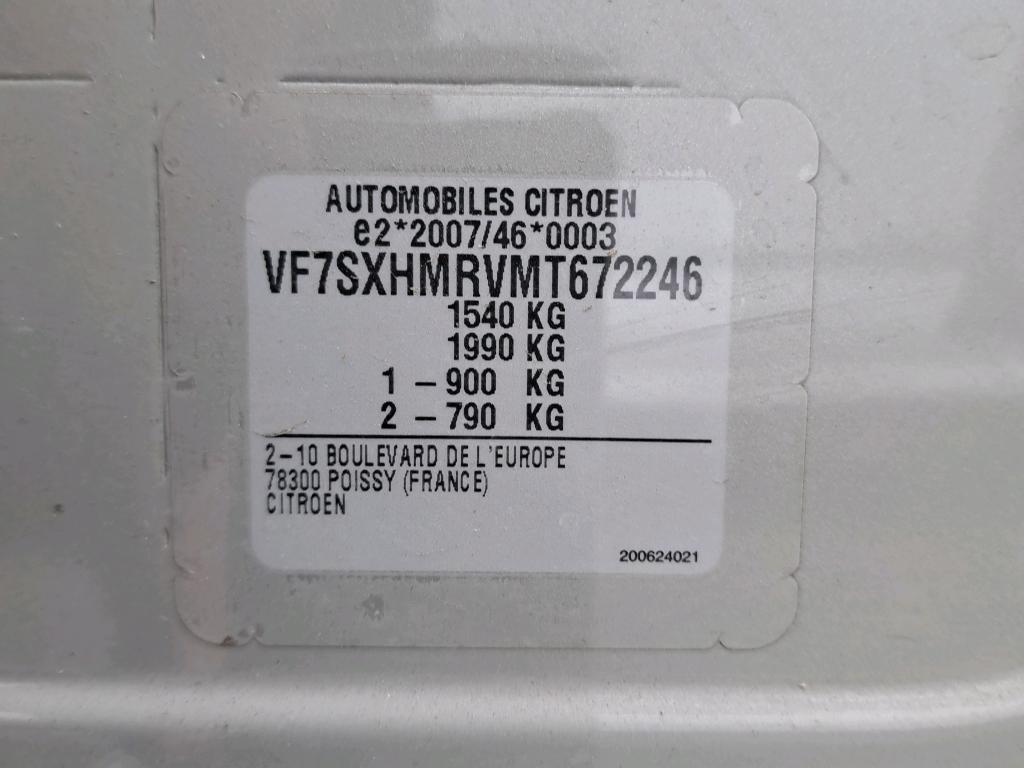 AUTOMOBILES CITROEN
e2*2007/46*0003
VF7SXHMRVMT672246
1540 KG
1990 KG
1 - 900 KG
2 - 790 KG
2-10 BOULEVARD DE L'EUROPE
78300 POISSY (FRANCE)
CITROEN
200624021